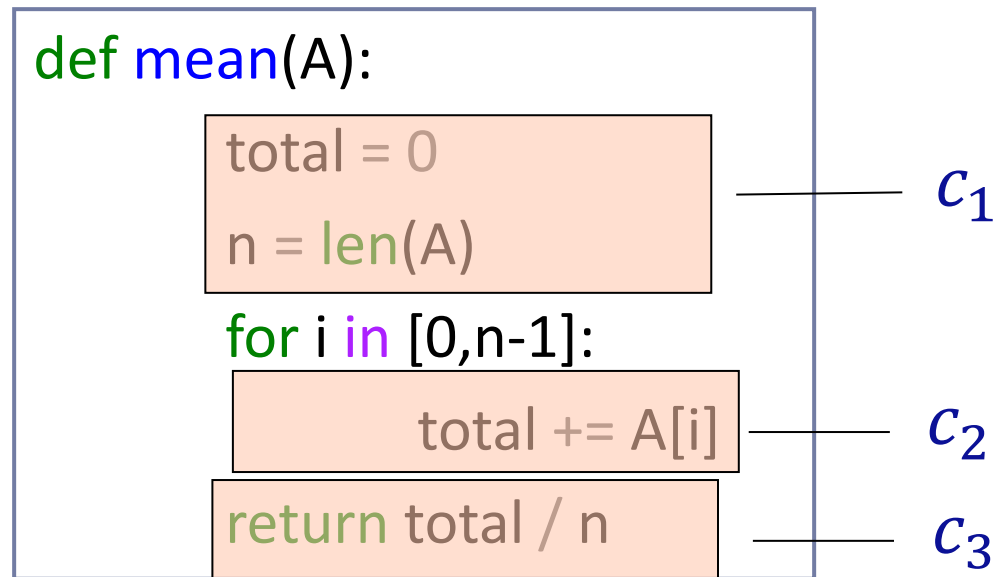 def mean(A):
total = 0
n = len(A)
c₁
for i in [0,n-1]:
total += A[i]
c₂
return total / n
c₃